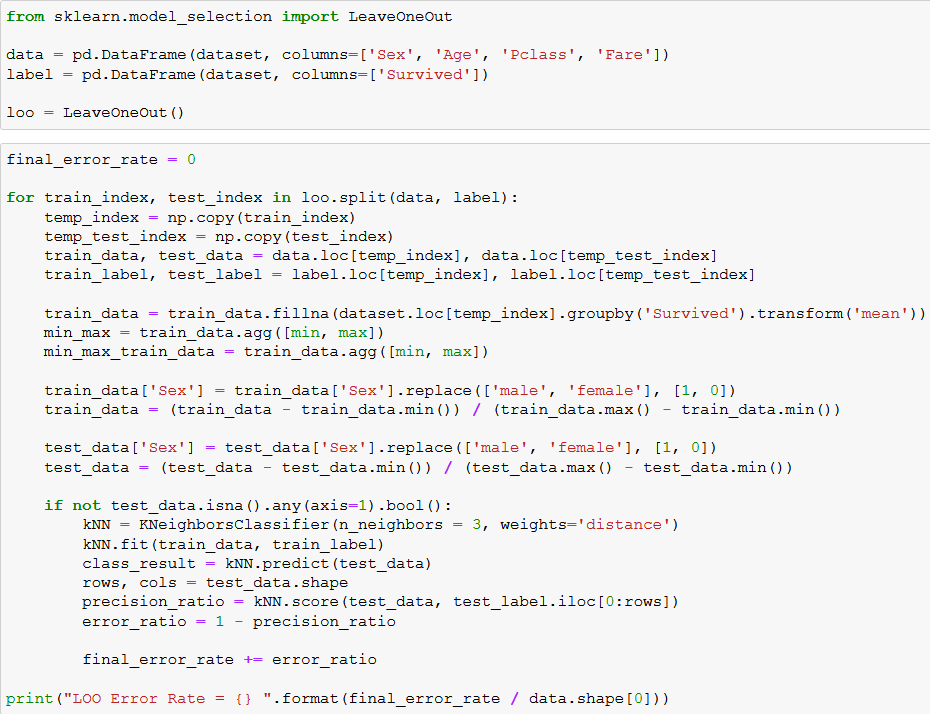 from sklearn.model_selection import LeaveOneOut
data = pd.DataFrame(dataset, columns=['Sex', 'Age', 'Pclass', 'Fare'])
label = pd.DataFrame(dataset, columns=['Survived'])
loo = LeaveOneOut()
final_error_rate = 0
for train_index, test_index in loo.split(data, label):
    temp_index = np.copy(train_index)
    temp_test_index = np.copy(test_index)
    train_data, test_data = data.loc[temp_index], data.loc[temp_test_index]
    train_label, test_label = label.loc[temp_index], label.loc[temp_test_index]
    train_data = train_data.fillna(dataset.loc[temp_index].groupby('Survived').transform('mean'))
    min_max = train_data.agg([min, max])
    min_max_train_data = train_data.agg([min, max])
    train_data['Sex'] = train_data['Sex'].replace(['male', 'female'], [1, 0])
    train_data = (train_data - train_data.min()) / (train_data.max() - train_data.min())
    test_data['Sex'] = test_data['Sex'].replace(['male', 'female'], [1, 0])
    test_data = (test_data - test_data.min()) / (test_data.max() - test_data.min())
    if not test_data.isna().any(axis=1).bool():
        kNN = KNeighborsClassifier(n_neighbors = 3, weights='distance')
        kNN.fit(train_data, train_label)
        class_result = kNN.predict(test_data)
        rows, cols = test_data.shape
        precision_ratio = kNN.score(test_data, test_label.iloc[0:rows])
        error_ratio = 1 - precision_ratio
        final_error_rate += error_ratio
print("LOO Error Rate = {} ".format(final_error_rate / data.shape[0]))